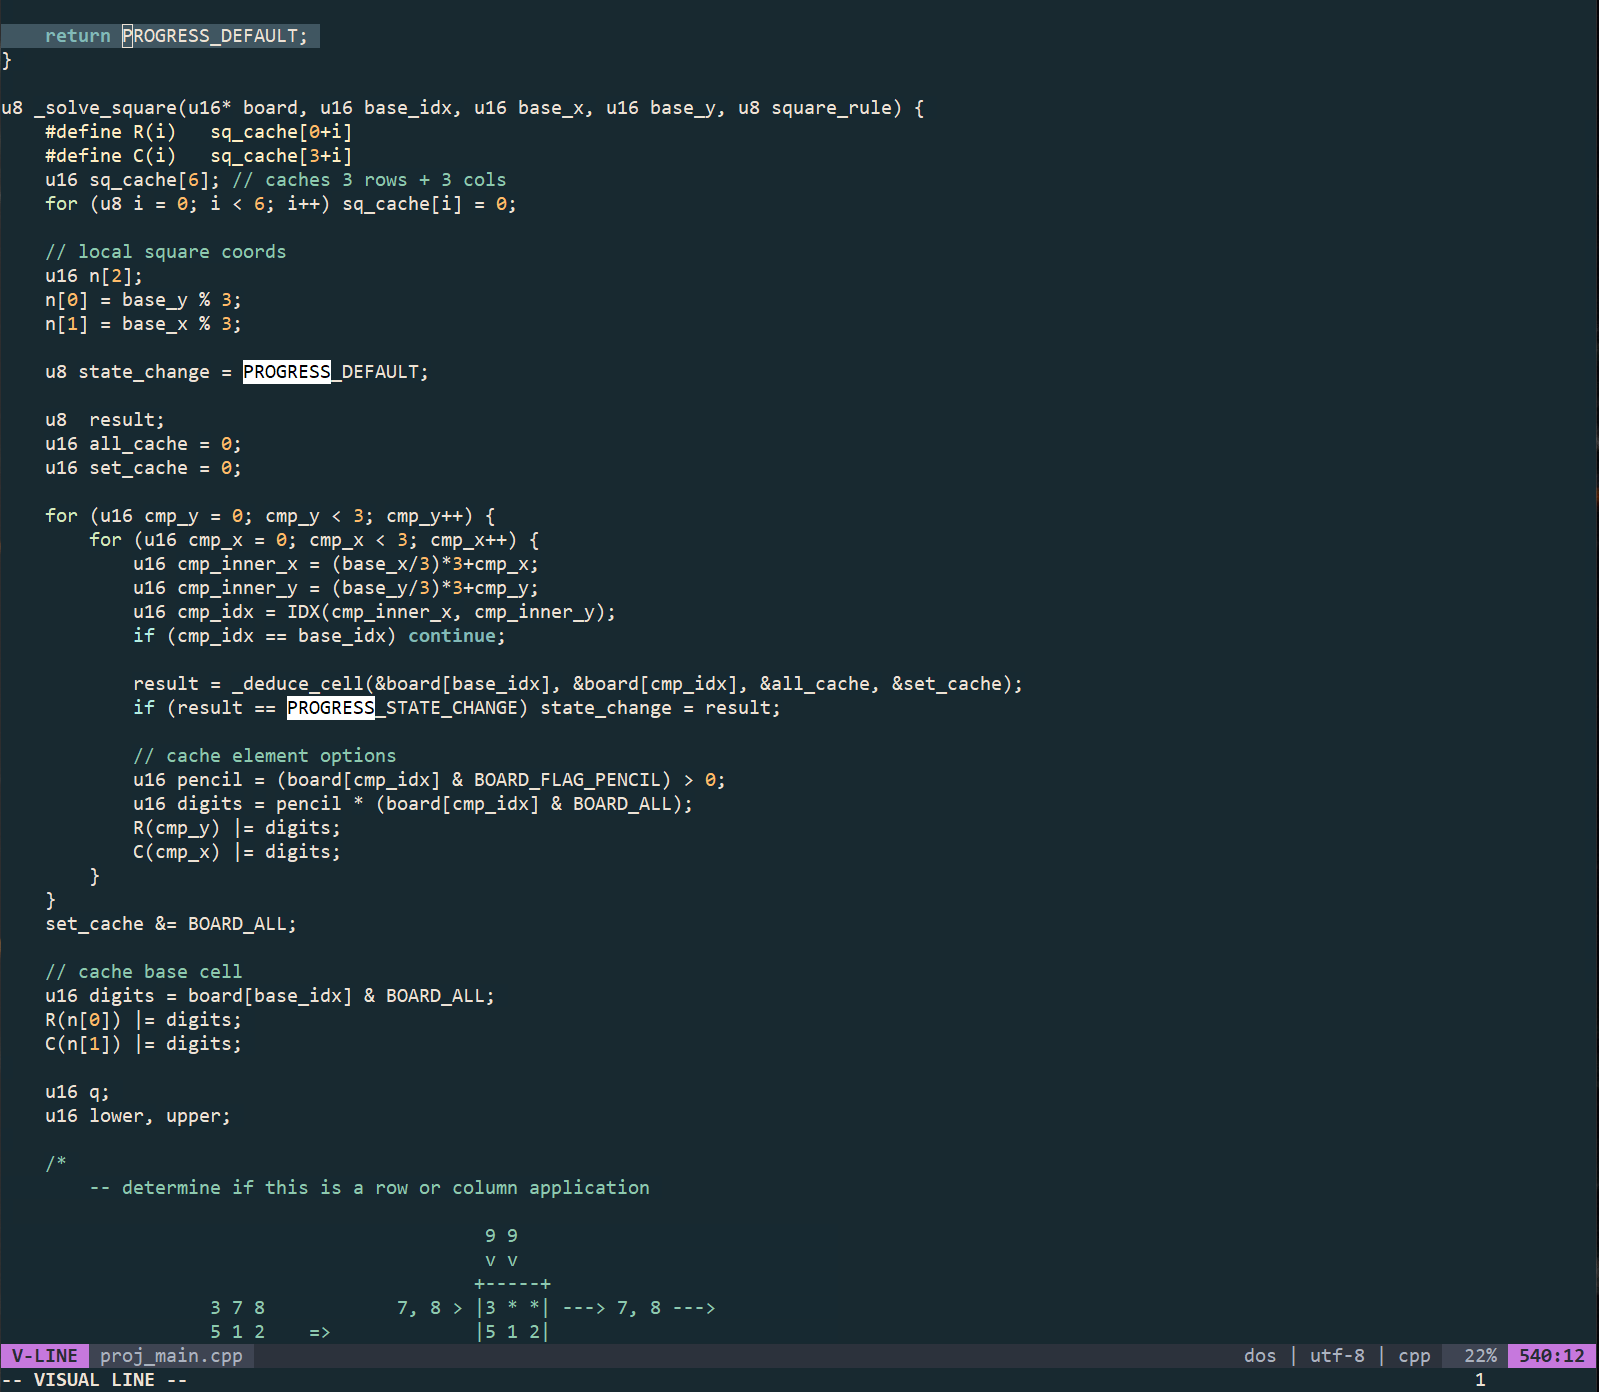 return PROGRESS_DEFAULT;
}

u8 _solve_square(u16* board, u16 base_idx, u16 base_x, u16 base_y, u8 square_rule) {
    #define R(i)   sq_cache[0+i]
    #define C(i)   sq_cache[3+i]
    u16 sq_cache[6]; // caches 3 rows + 3 cols
    for (u8 i = 0; i < 6; i++) sq_cache[i] = 0;

    // local square coords
    u16 n[2];
    n[0] = base_y % 3;
    n[1] = base_x % 3;

    u8 state_change = PROGRESS_DEFAULT;

    u8  result;
    u16 all_cache = 0;
    u16 set_cache = 0;

    for (u16 cmp_y = 0; cmp_y < 3; cmp_y++) {
        for (u16 cmp_x = 0; cmp_x < 3; cmp_x++) {
            u16 cmp_inner_x = (base_x/3)*3+cmp_x;
            u16 cmp_inner_y = (base_y/3)*3+cmp_y;
            u16 cmp_idx = IDX(cmp_inner_x, cmp_inner_y);
            if (cmp_idx == base_idx) continue;

            result = _deduce_cell(&board[base_idx], &board[cmp_idx], &all_cache, &set_cache);
            if (result == PROGRESS_STATE_CHANGE) state_change = result;

            // cache element options
            u16 pencil = (board[cmp_idx] & BOARD_FLAG_PENCIL) > 0;
            u16 digits = pencil * (board[cmp_idx] & BOARD_ALL);
            R(cmp_y) |= digits;
            C(cmp_x) |= digits;
        }
    }
    set_cache &= BOARD_ALL;

    // cache base cell
    u16 digits = board[base_idx] & BOARD_ALL;
    R(n[0]) |= digits;
    C(n[1]) |= digits;

    u16 q;
    u16 lower, upper;

    /*
        -- determine if this is a row or column application

                                            9 9
                                            v v
                                           +-----+
                   3 7 8            7, 8 > |3 * *| ---> 7, 8 --->
                   5 1 2    =>             |5 1 2|
V-LINE proj_main.cpp dos | utf-8 | cpp 22% 540:12
-- VISUAL LINE -- 1